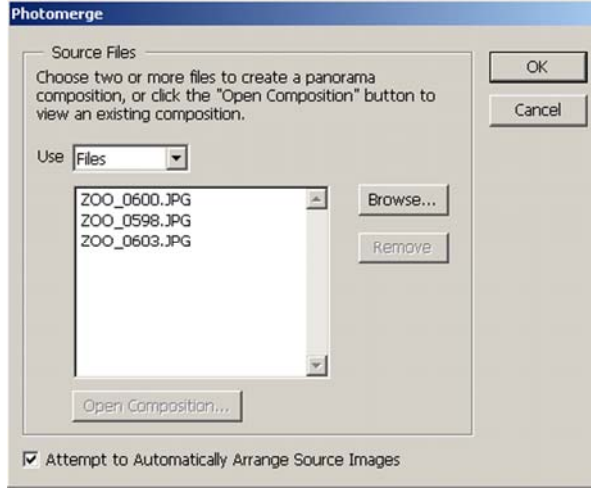 Photomerge
Source Files
Choose two or more files to create a panorama
composition, or click the "Open Composition" button to
view an existing composition.
OK
Cancel
Use Files
ZOO_0600.JPG
ZOO_0598.JPG
ZOO_0603.JPG
Browse...
Remove
Open Composition...
Attempt to Automatically Arrange Source Images